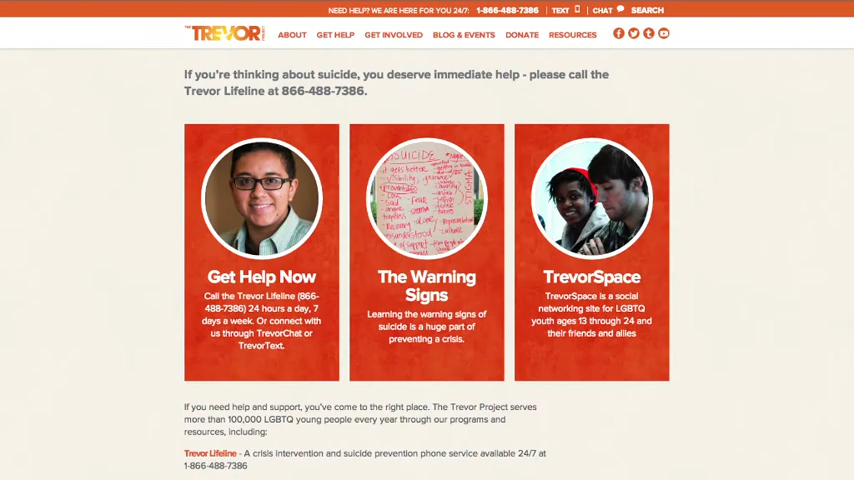 NEED HELP? WE ARE HERE FOR YOU 24/7: 1-866-488-7386 | TEXT | CHAT SEARCH
THE TREVOR PROJECT ABOUT GET HELP GET INVOLVED BLOG & EVENTS DONATE RESOURCES
If you're thinking about suicide, you deserve immediate help - please call the
Trevor Lifeline at 866-488-7386.
SUICIDE
it gets better
visibility
STIGMA
fear
Get Help Now
Call the Trevor Lifeline (866-
488-7386) 24 hours a day, 7
days a week. Or connect with
us through TrevorChat or
TrevorText.
The Warning
Signs
Learning the warning signs of
suicide is a huge part of
preventing a crisis.
TrevorSpace
TrevorSpace is a social
networking site for LGBTQ
youth ages 13 through 24 and
their friends and allies
If you need help and support, you've come to the right place. The Trevor Project serves
more than 100,000 LGBTQ young people every year through our programs and
resources, including:
Trevor Lifeline - A crisis intervention and suicide prevention phone service available 24/7 at
1-866-488-7386